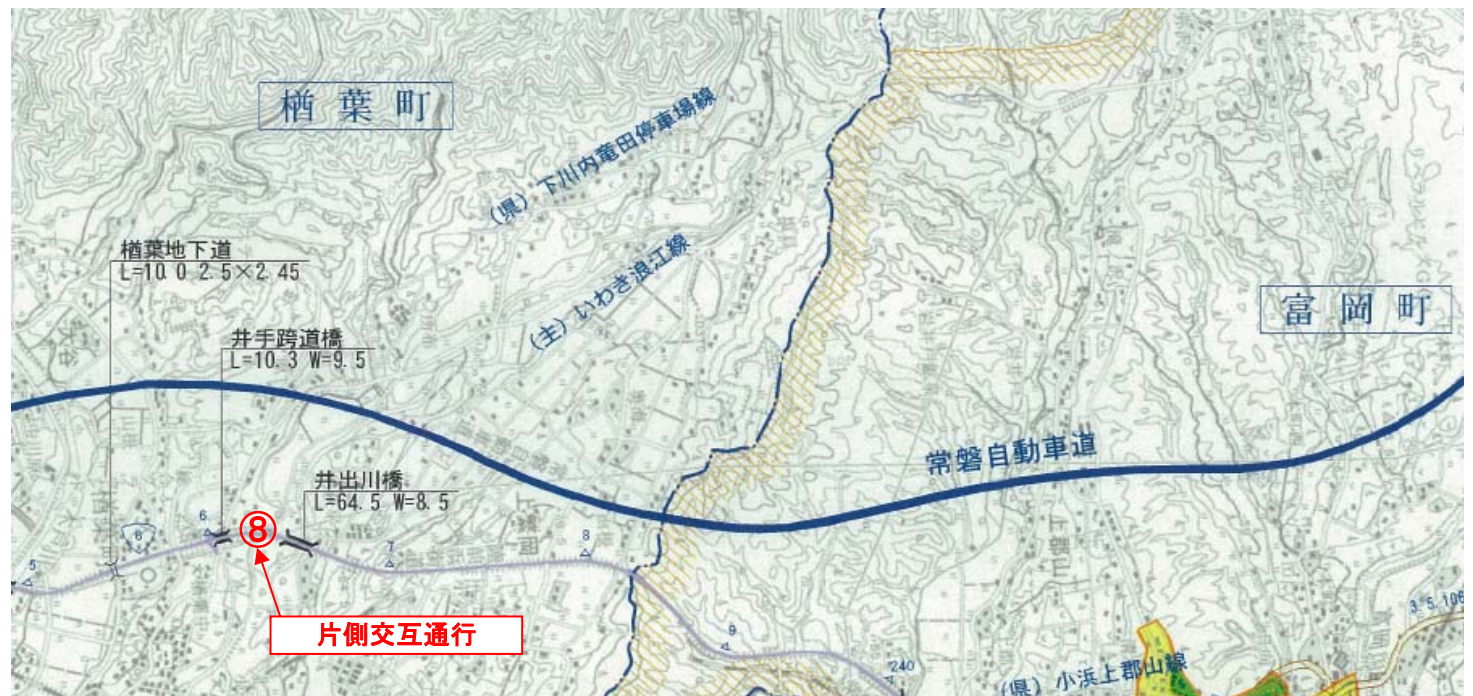 楢葉町
(県) 下川内竜田停車場線
(主) いわき浪江線
楢葉地下道
L=10.0 2.5×2.45
井手跨道橋
L=10.3 W=9.5
富岡町
常磐自動車道
井出川橋
L=64.5 W=8.5
5
6
6
⑧
7
8
9
240
片側交互通行
(県) 小浜上郡山線
3.5.106